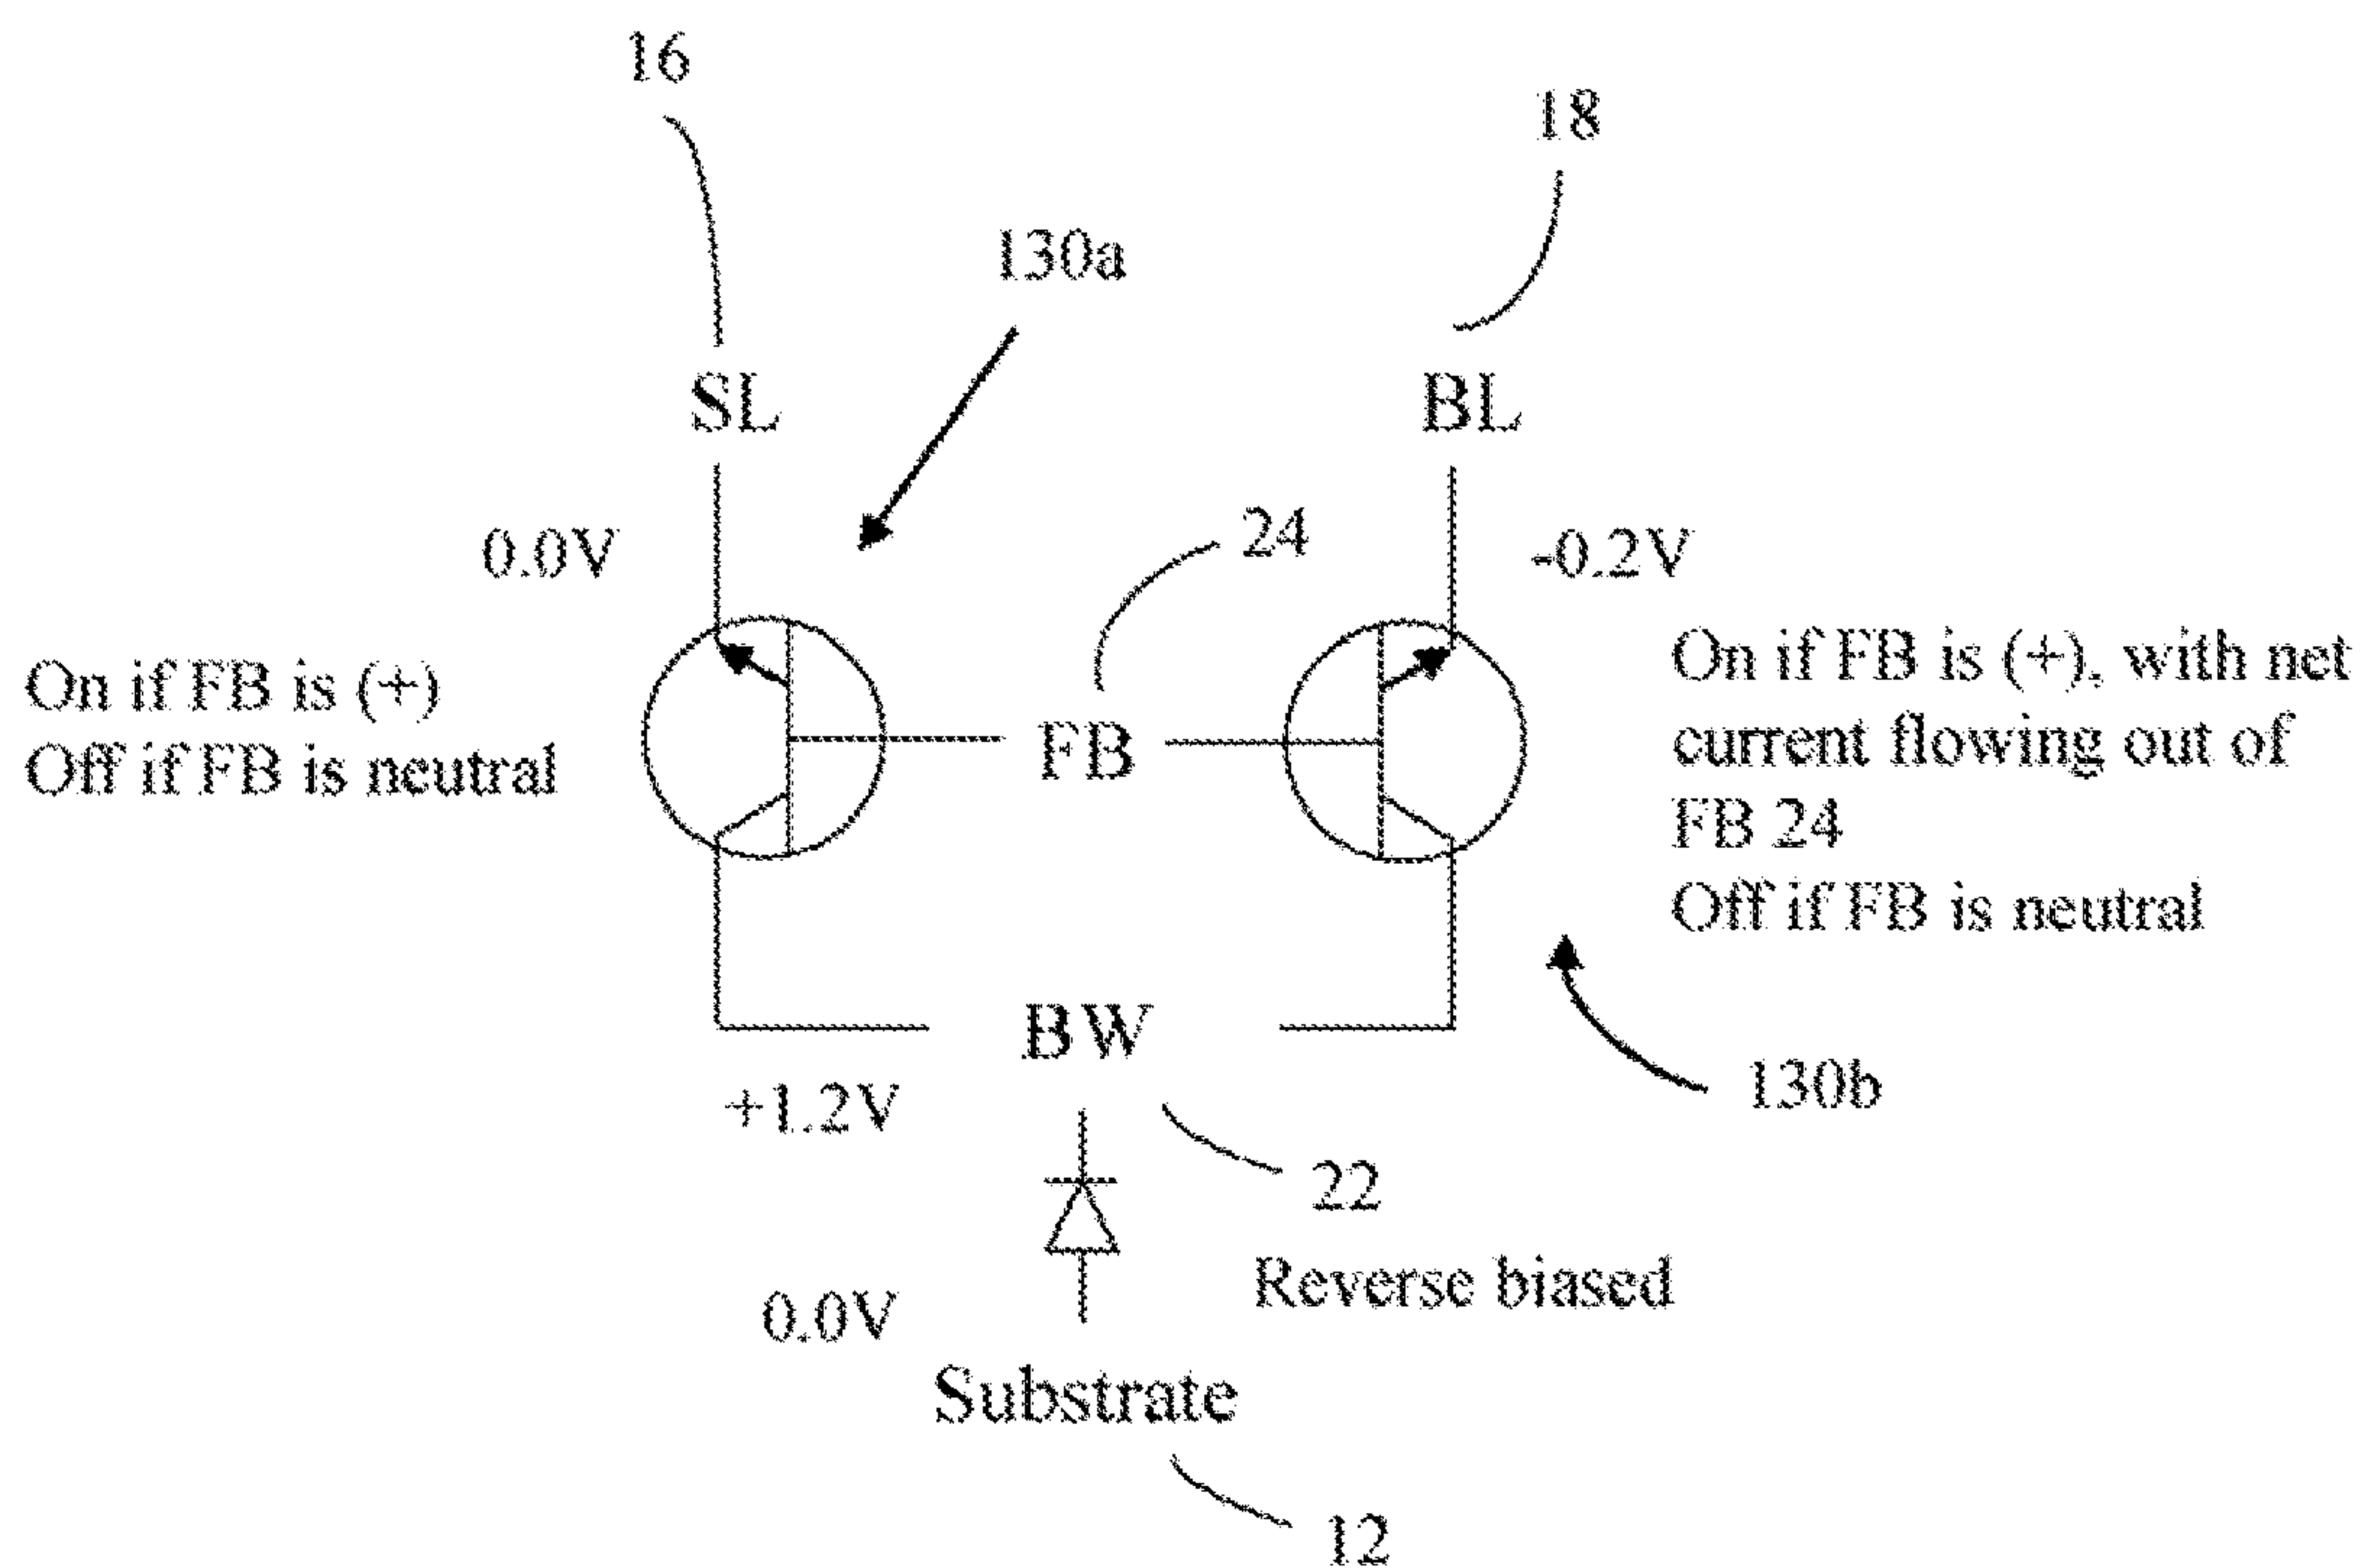 16
18
130a
SL
BL
0.0V
24
-0.2V
On if FB is (+)
Off if FB is neutral
FB
On if FB is (+), with net
current flowing out of
FB 24
Off if FB is neutral
BW
+1.2V
130b
22
Reverse biased
0.0V
Substrate
12